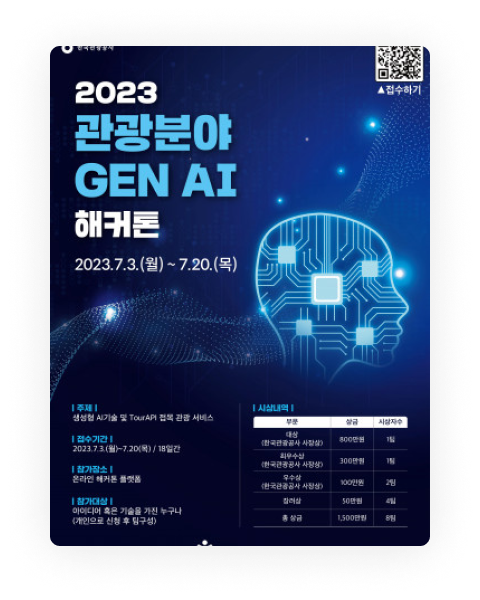 한국관광공사
▲접수하기
2023
관광분야
GEN AI
해커톤
2023.7.3.(월) ~ 7.20.(목)
| 주제 |
생성형 AI기술 및 TourAPI 접목 관광 서비스
| 접수기간 |
2023.7.3.(월)~7.20(목) / 18일간
| 참가장소 |
온라인 해커톤 플랫폼
| 참가대상 |
아이디어 혹은 기술을 가진 누구나
(개인으로 신청 후 팀구성)
| 시상내역 |
부문 상금 시상자수
대상
(한국관광공사 사장상) 800만원 1팀
최우수상
(한국관광공사 사장상) 300만원 1팀
우수상
(한국관광공사 사장상) 100만원 2팀
장려상 50만원 4팀
총 상금 1,500만원 8팀